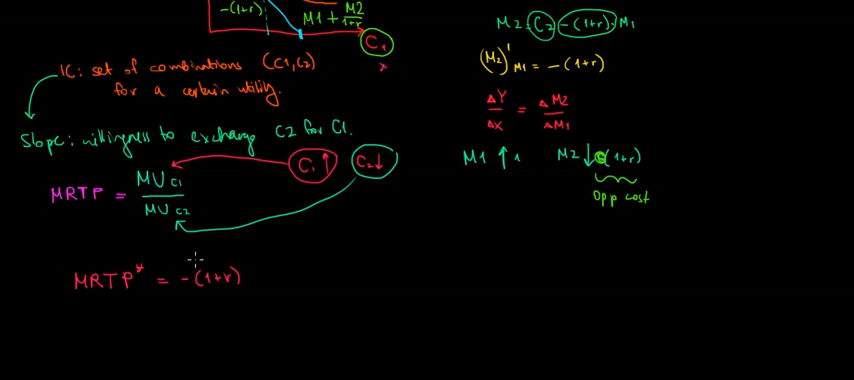 -(1+r)
M1 + M2/1+r
C1
x
IC: set of combinations (C1,C2)
for a certain utility.
Slope: willingness to exchange C2 for C1.
C1 ↑
C2 ↓
MRTP = MU C1 / MU C2
MRTP* = -(1+r)
M2 = C2 -(1+r)·M1
(M2)' M1 = -(1+r)
ΔY/ΔX = ΔM2/ΔM1
M1 ↑ 1 M2 ↓ (1+r)
Opp cost